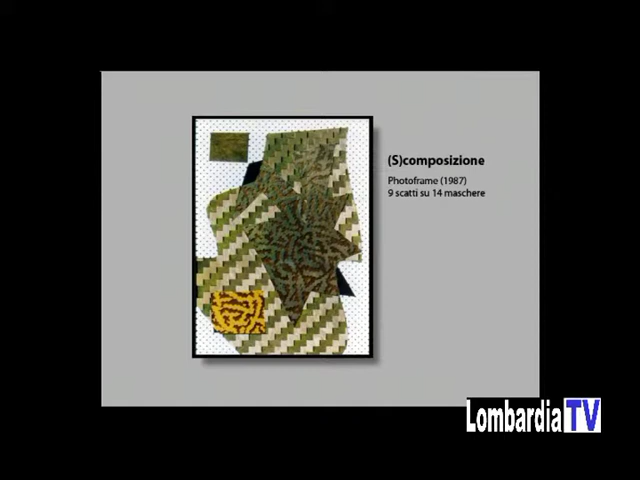 (S)composizione
Photoframe (1987)
9 scatti su 14 maschere
LombardiaTV